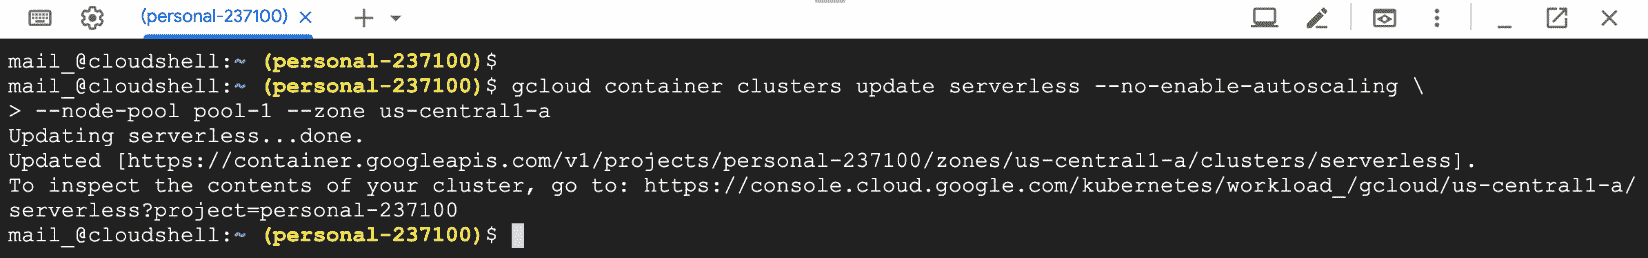 (personal-237100)
mail_@cloudshell:~ (personal-237100)$
mail_@cloudshell:~ (personal-237100)$ gcloud container clusters update serverless --no-enable-autoscaling \
> --node-pool pool-1 --zone us-central1-a
Updating serverless...done.
Updated [https://container.googleapis.com/v1/projects/personal-237100/zones/us-central1-a/clusters/serverless].
To inspect the contents of your cluster, go to: https://console.cloud.google.com/kubernetes/workload_/gcloud/us-central1-a/
serverless?project=personal-237100
mail_@cloudshell:~ (personal-237100)$